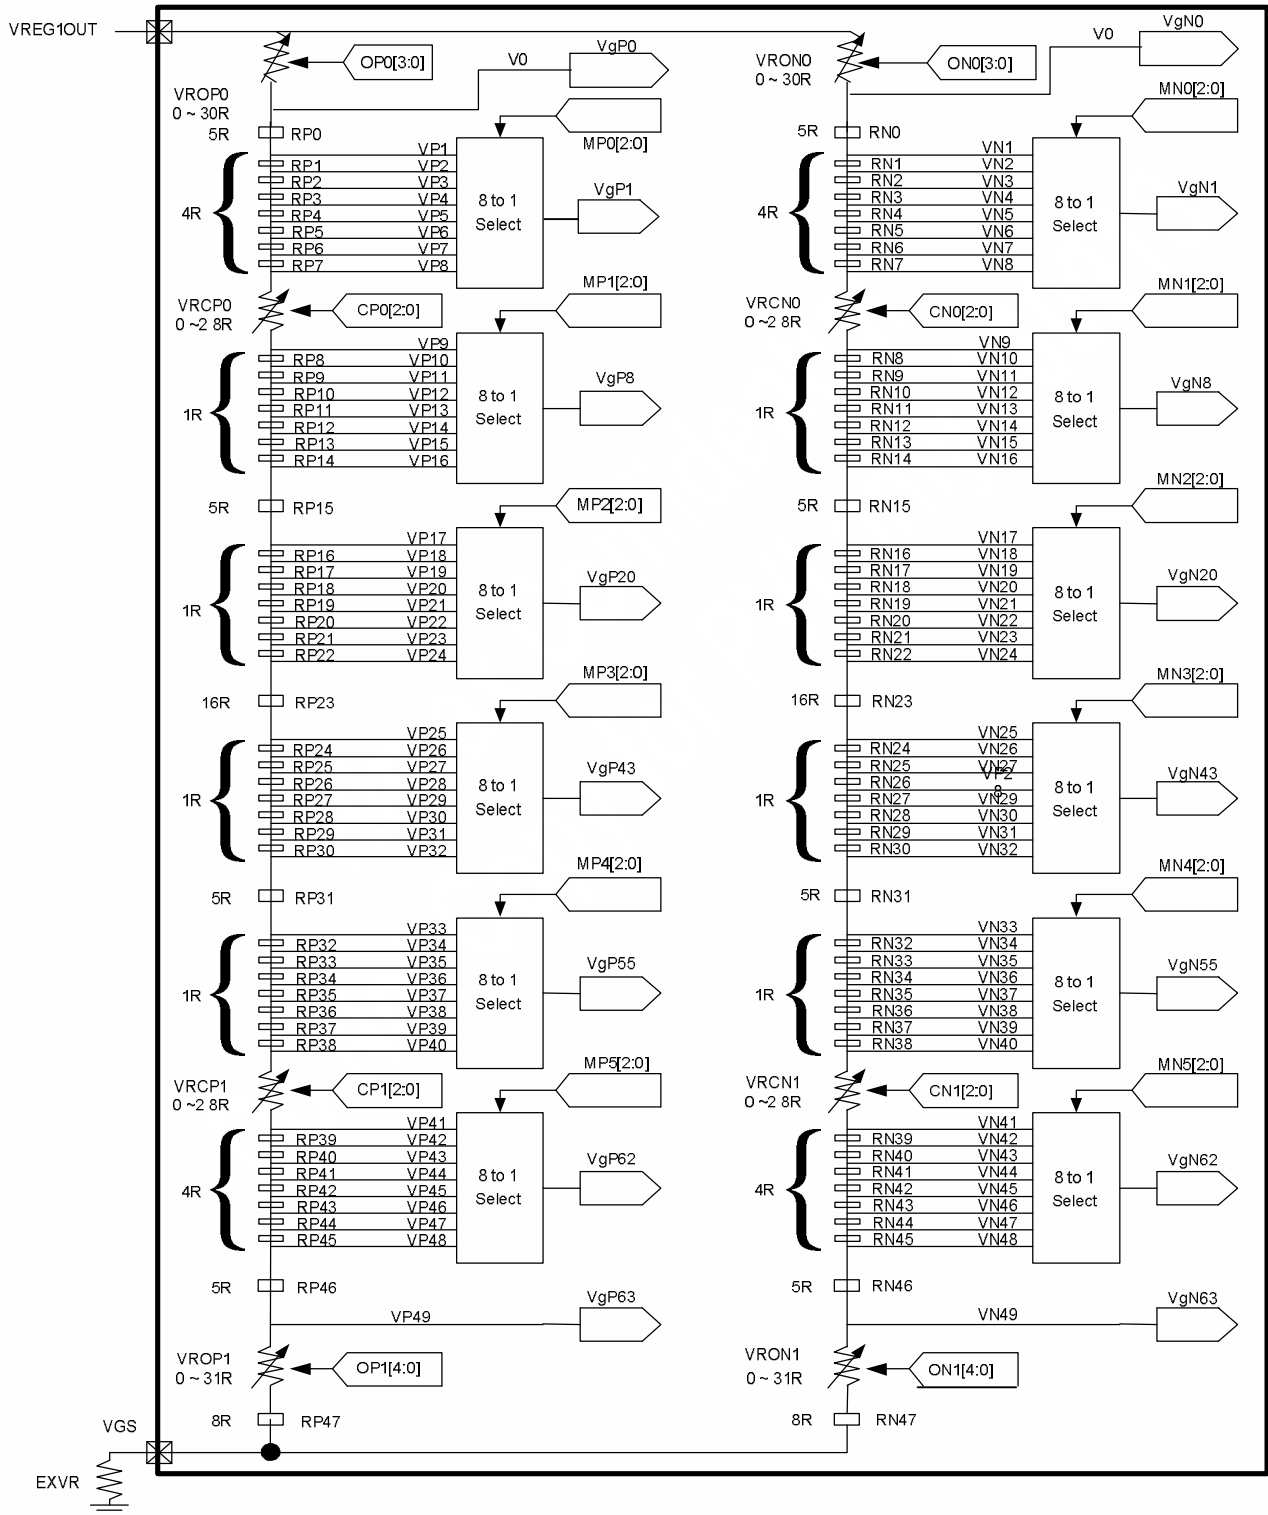 VREG1OUT
OP0[3:0]
V0
VgP0
VROP0
0 ~ 30R
5R
RP0
MP0[2:0]
VP1
RP1 VP2
RP2 VP3
RP3 VP4
4R
RP4 VP5
RP5 VP6
RP6 VP7
RP7 VP8
8 to 1
Select
VgP1
VRCP0
0 ~2 8R
CP0[2:0]
MP1[2:0]
VP9
RP8 VP10
RP9 VP11
RP10 VP12
1R
RP11 VP13
RP12 VP14
RP13 VP15
RP14 VP16
8 to 1
Select
VgP8
5R
RP15
MP2[2:0]
VP17
RP16 VP18
RP17 VP19
RP18 VP20
1R
RP19 VP21
RP20 VP22
RP21 VP23
RP22 VP24
8 to 1
Select
VgP20
16R
RP23
MP3[2:0]
VP25
RP24 VP26
RP25 VP27
RP26 VP28
1R
RP27 VP29
RP28 VP30
RP29 VP31
RP30 VP32
8 to 1
Select
VgP43
5R
RP31
MP4[2:0]
VP33
RP32 VP34
RP33 VP35
RP34 VP36
1R
RP35 VP37
RP36 VP38
RP37 VP39
RP38 VP40
8 to 1
Select
VgP55
VRCP1
0 ~2 8R
CP1[2:0]
MP5[2:0]
VP41
RP39 VP42
RP40 VP43
RP41 VP44
4R
RP42 VP45
RP43 VP46
RP44 VP47
RP45 VP48
8 to 1
Select
VgP62
5R
RP46
VP49
VgP63
VROP1
0 ~ 31R
OP1[4:0]
8R
RP47
VGS
EXVR
VRON0
0 ~ 30R
ON0[3:0]
V0
VgN0
5R
RN0
MN0[2:0]
VN1
RN1 VN2
RN2 VN3
RN3 VN4
4R
RN4 VN5
RN5 VN6
RN6 VN7
RN7 VN8
8 to 1
Select
VgN1
VRCN0
0 ~2 8R
CN0[2:0]
MN1[2:0]
VN9
RN8 VN10
RN9 VN11
RN10 VN12
1R
RN11 VN13
RN12 VN14
RN13 VN15
RN14 VN16
8 to 1
Select
VgN8
5R
RN15
MN2[2:0]
VN17
RN16 VN18
RN17 VN19
RN18 VN20
1R
RN19 VN21
RN20 VN22
RN21 VN23
RN22 VN24
8 to 1
Select
VgN20
16R
RN23
MN3[2:0]
VN25
RN24 VN26
RN25 VN27
RN26 VP2
8
1R
RN27 VN29
RN28 VN30
RN29 VN31
RN30 VN32
8 to 1
Select
VgN43
5R
RN31
MN4[2:0]
VN33
RN32 VN34
RN33 VN35
RN34 VN36
1R
RN35 VN37
RN36 VN38
RN37 VN39
RN38 VN40
8 to 1
Select
VgN55
VRCN1
0 ~2 8R
CN1[2:0]
MN5[2:0]
VN41
RN39 VN42
RN40 VN43
RN41 VN44
4R
RN42 VN45
RN43 VN46
RN44 VN47
RN45 VN48
8 to 1
Select
VgN62
5R
RN46
VN49
VgN63
VRON1
0 ~ 31R
ON1[4:0]
8R
RN47